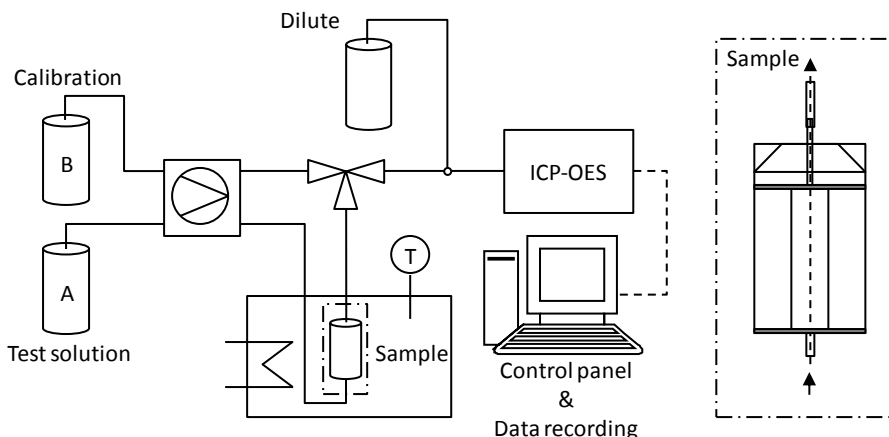 Dilute
Calibration
B
ICP-OES
A
Test solution
T
Sample
Control panel
&
Data recording
Sample